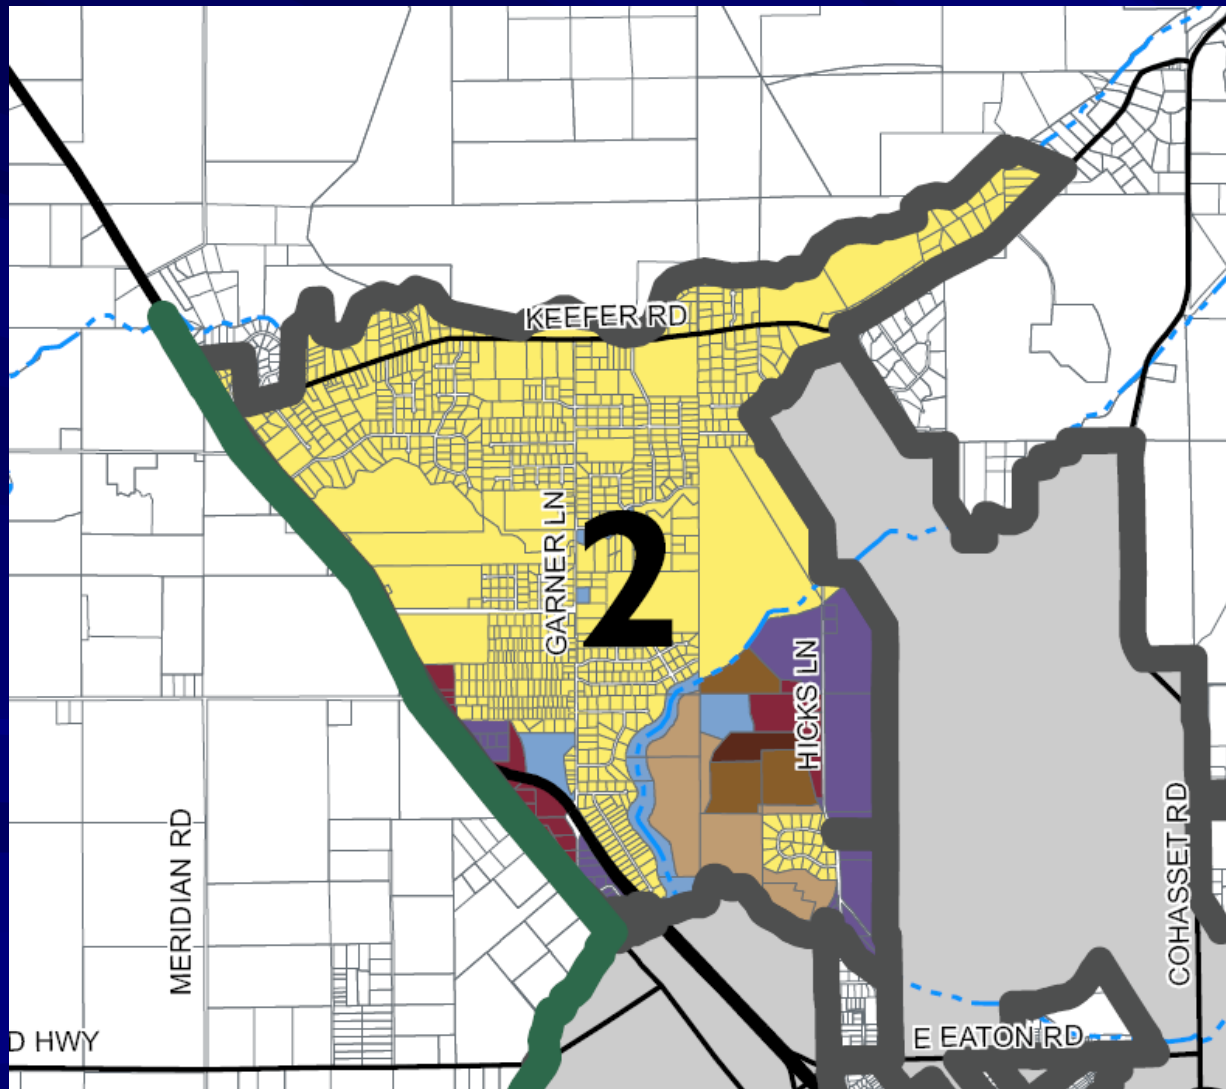 KEEFER RD
GARNER LN
2
HICKS LN
MERIDIAN RD
COHASSET RD
D HWY
E EATON RD